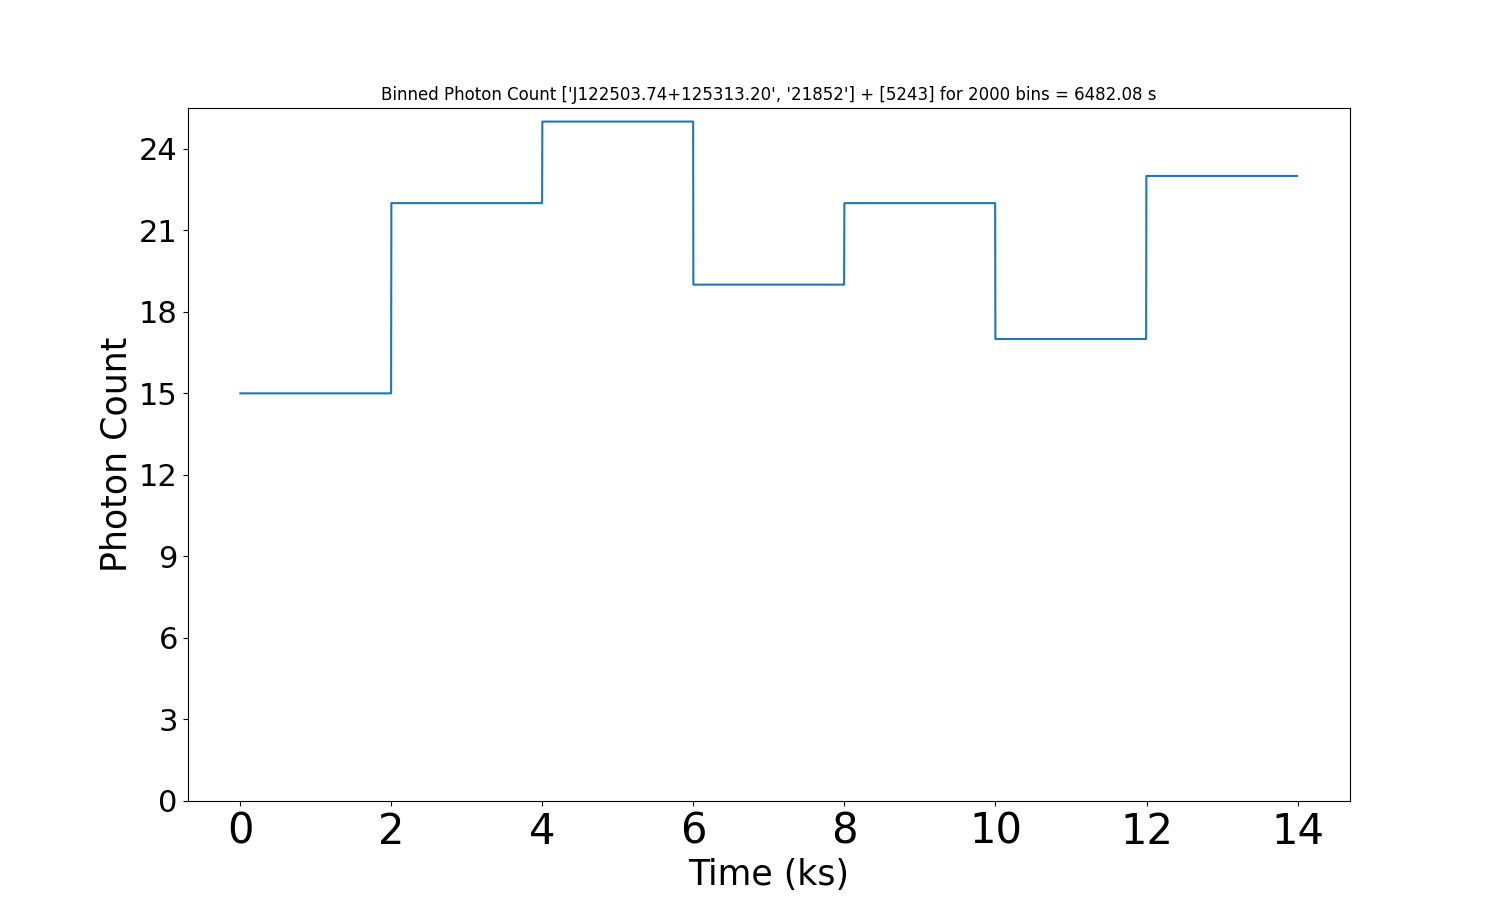 Binned Photon Count ['J122503.74+125313.20', '21852'] + [5243] for 2000 bins = 6482.08 s
24
21
18
15
12
9
6
3
0
Photon Count
0 2 4 6 8 10 12 14
Time (ks)